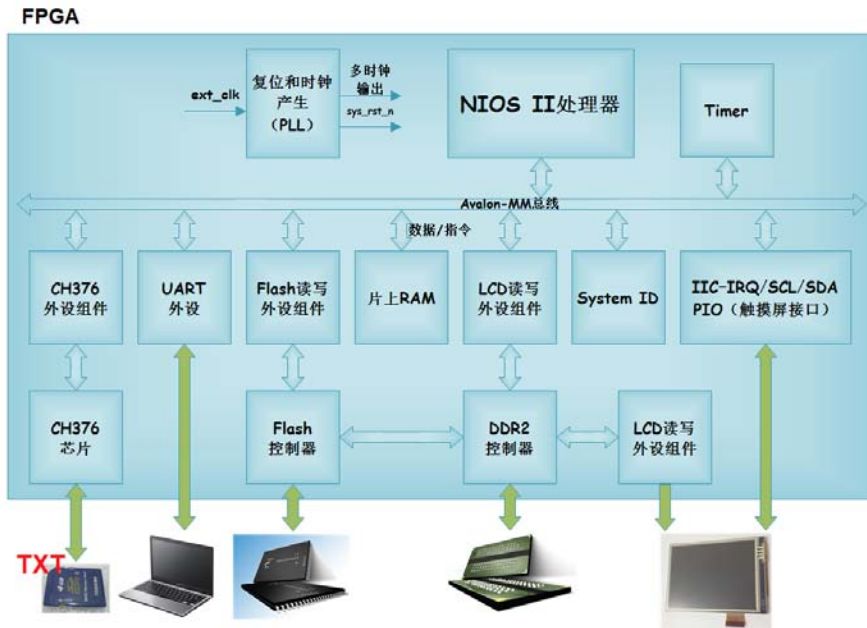 FPGA
ext_clk
复位和时钟
产生
（PLL）
多时钟
输出
sys_rst_n
NIOS II处理器
Timer
Avalon-MM总线
数据/指令
CH376
外设组件
UART
外设
Flash读写
外设组件
片上RAM
LCD读写
外设组件
System ID
IIC-IRQ/SCL/SDA
PIO（触摸屏接口）
CH376
芯片
Flash
控制器
DDR2
控制器
LCD读写
外设组件
TXT